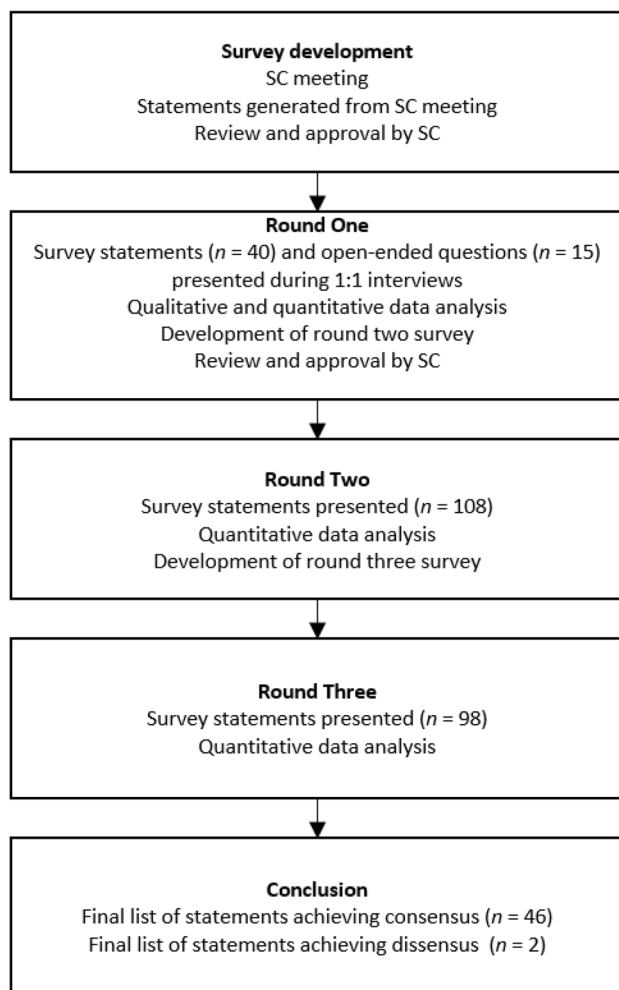 Survey development
SC meeting
Statements generated from SC meeting
Review and approval by SC
Round One
Survey statements (n = 40) and open-ended questions (n = 15)
presented during 1:1 interviews
Qualitative and quantitative data analysis
Development of round two survey
Review and approval by SC
Round Two
Survey statements presented (n = 108)
Quantitative data analysis
Development of round three survey
Round Three
Survey statements presented (n = 98)
Quantitative data analysis
Conclusion
Final list of statements achieving consensus (n = 46)
Final list of statements achieving dissensus (n = 2)